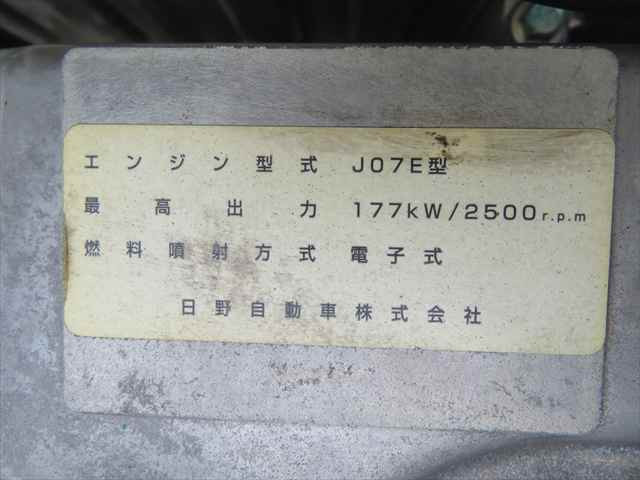 エンジン型式 J07E型
最高出力 177kW/2500r.p.m
燃料噴射方式 電子式
日野自動車株式会社